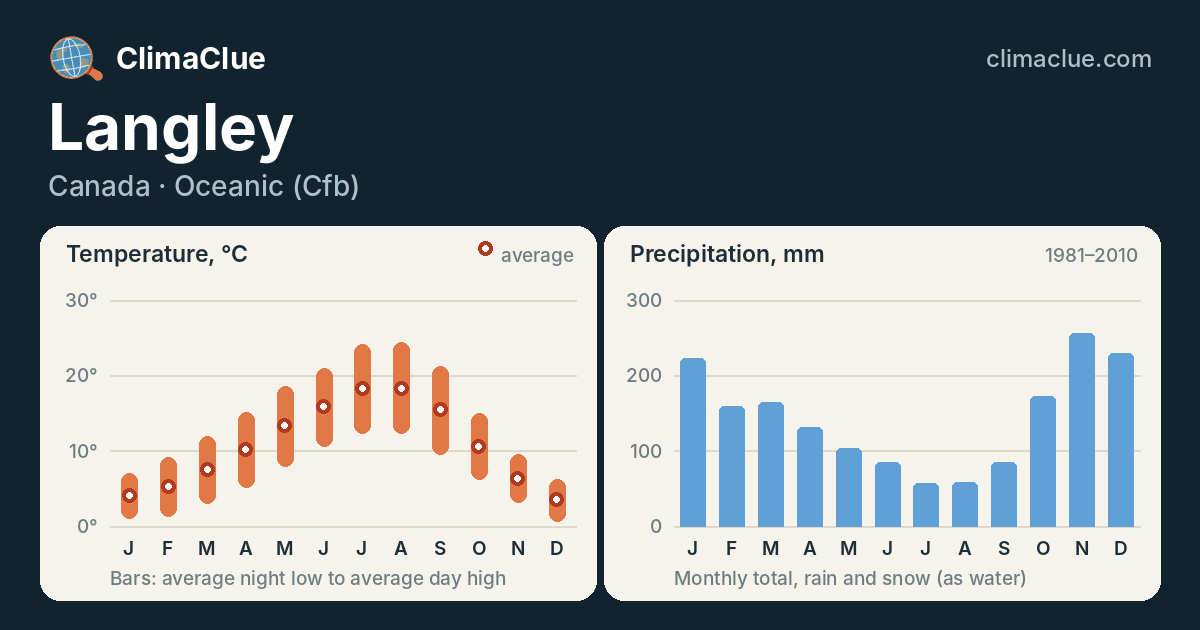 ClimaClue
climaclue.com
Langley
Canada · Oceanic (Cfb)
Temperature, °C
average
30°
20°
10°
0°
J F M A M J J A S O N D
Bars: average night low to average day high
Precipitation, mm
1981–2010
300
200
100
0
J F M A M J J A S O N D
Monthly total, rain and snow (as water)